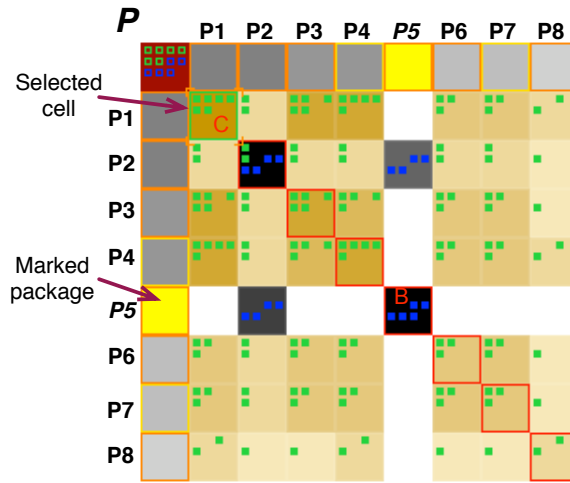 P P1 P2 P3 P4 P5 P6 P7 P8
Selected
cell
P1 C
P2
P3
P4
Marked
package
P5 B
P6
P7
P8